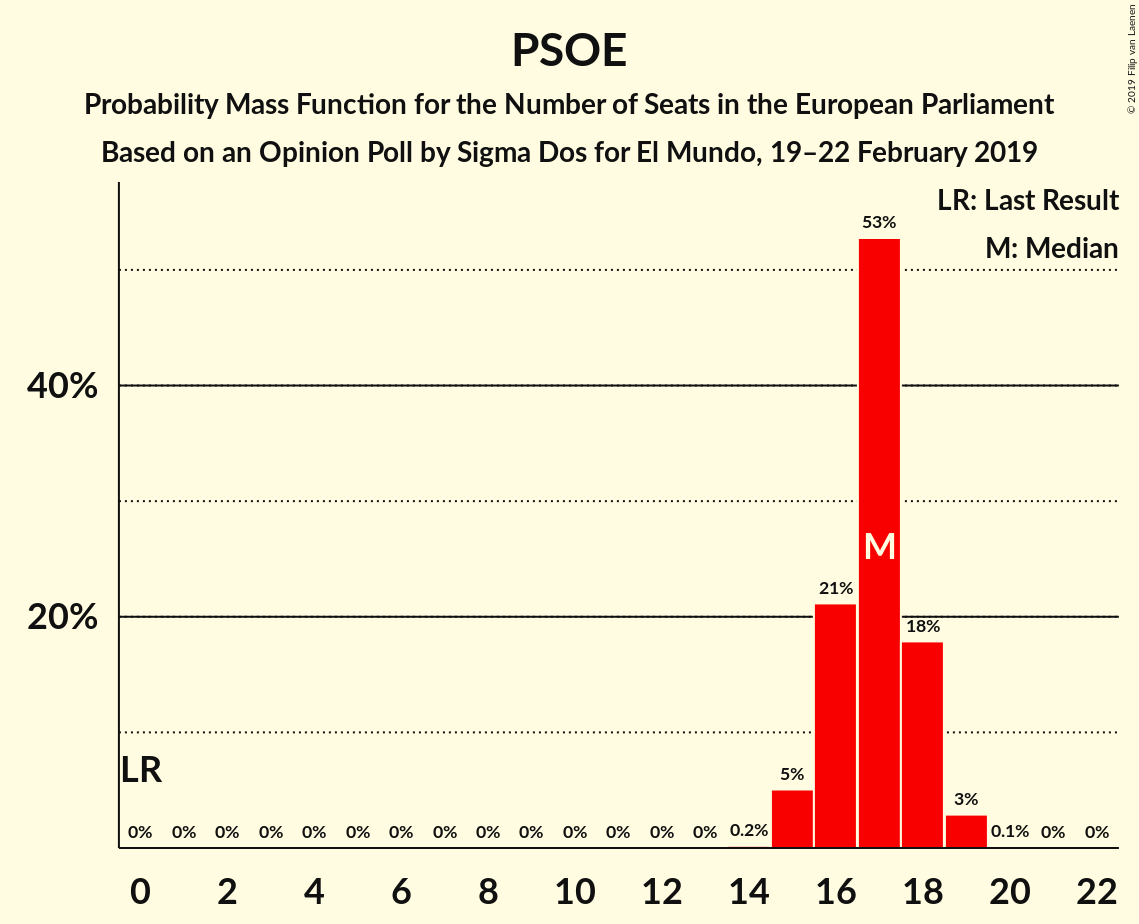 PSOE
Probability Mass Function for the Number of Seats in the European Parliament
Based on an Opinion Poll by Sigma Dos for El Mundo, 19–22 February 2019
© 2019 Filip van Laenen
LR: Last Result
M: Median
53%
40%
M
21%
20%
18%
LR
5%
3%
0% 0% 0% 0% 0% 0% 0% 0% 0% 0% 0% 0% 0% 0% 0.2% 0.1% 0% 0%
0 2 4 6 8 10 12 14 16 18 20 22